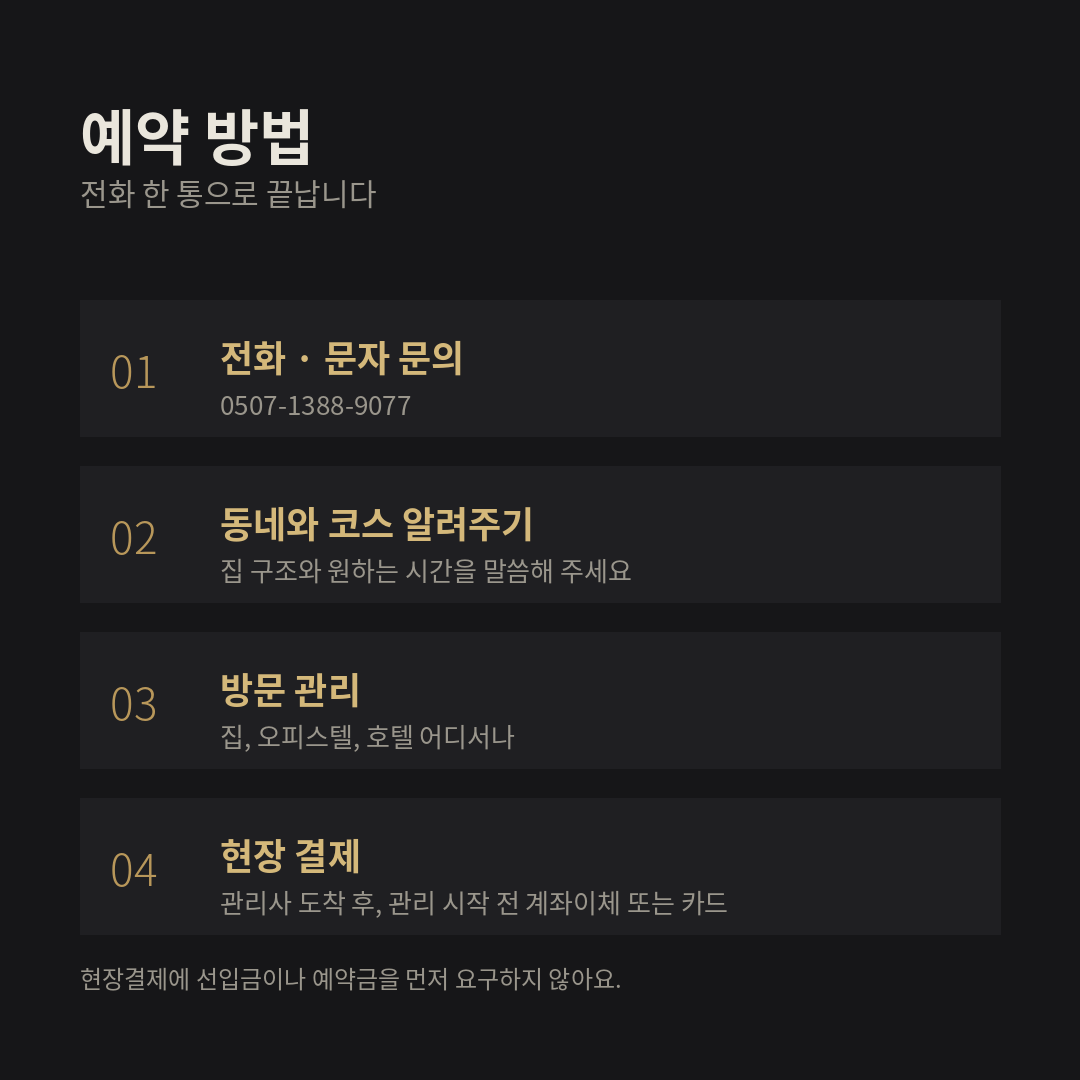 예약 방법
전화 한 통으로 끝납니다
01
전화 · 문자 문의
0507-1388-9077
02
동네와 코스 알려주기
집 구조와 원하는 시간을 말씀해 주세요
03
방문 관리
집, 오피스텔, 호텔 어디서나
04
현장 결제
관리사 도착 후, 관리 시작 전 계좌이체 또는 카드
현장결제에 선입금이나 예약금을 먼저 요구하지 않아요.